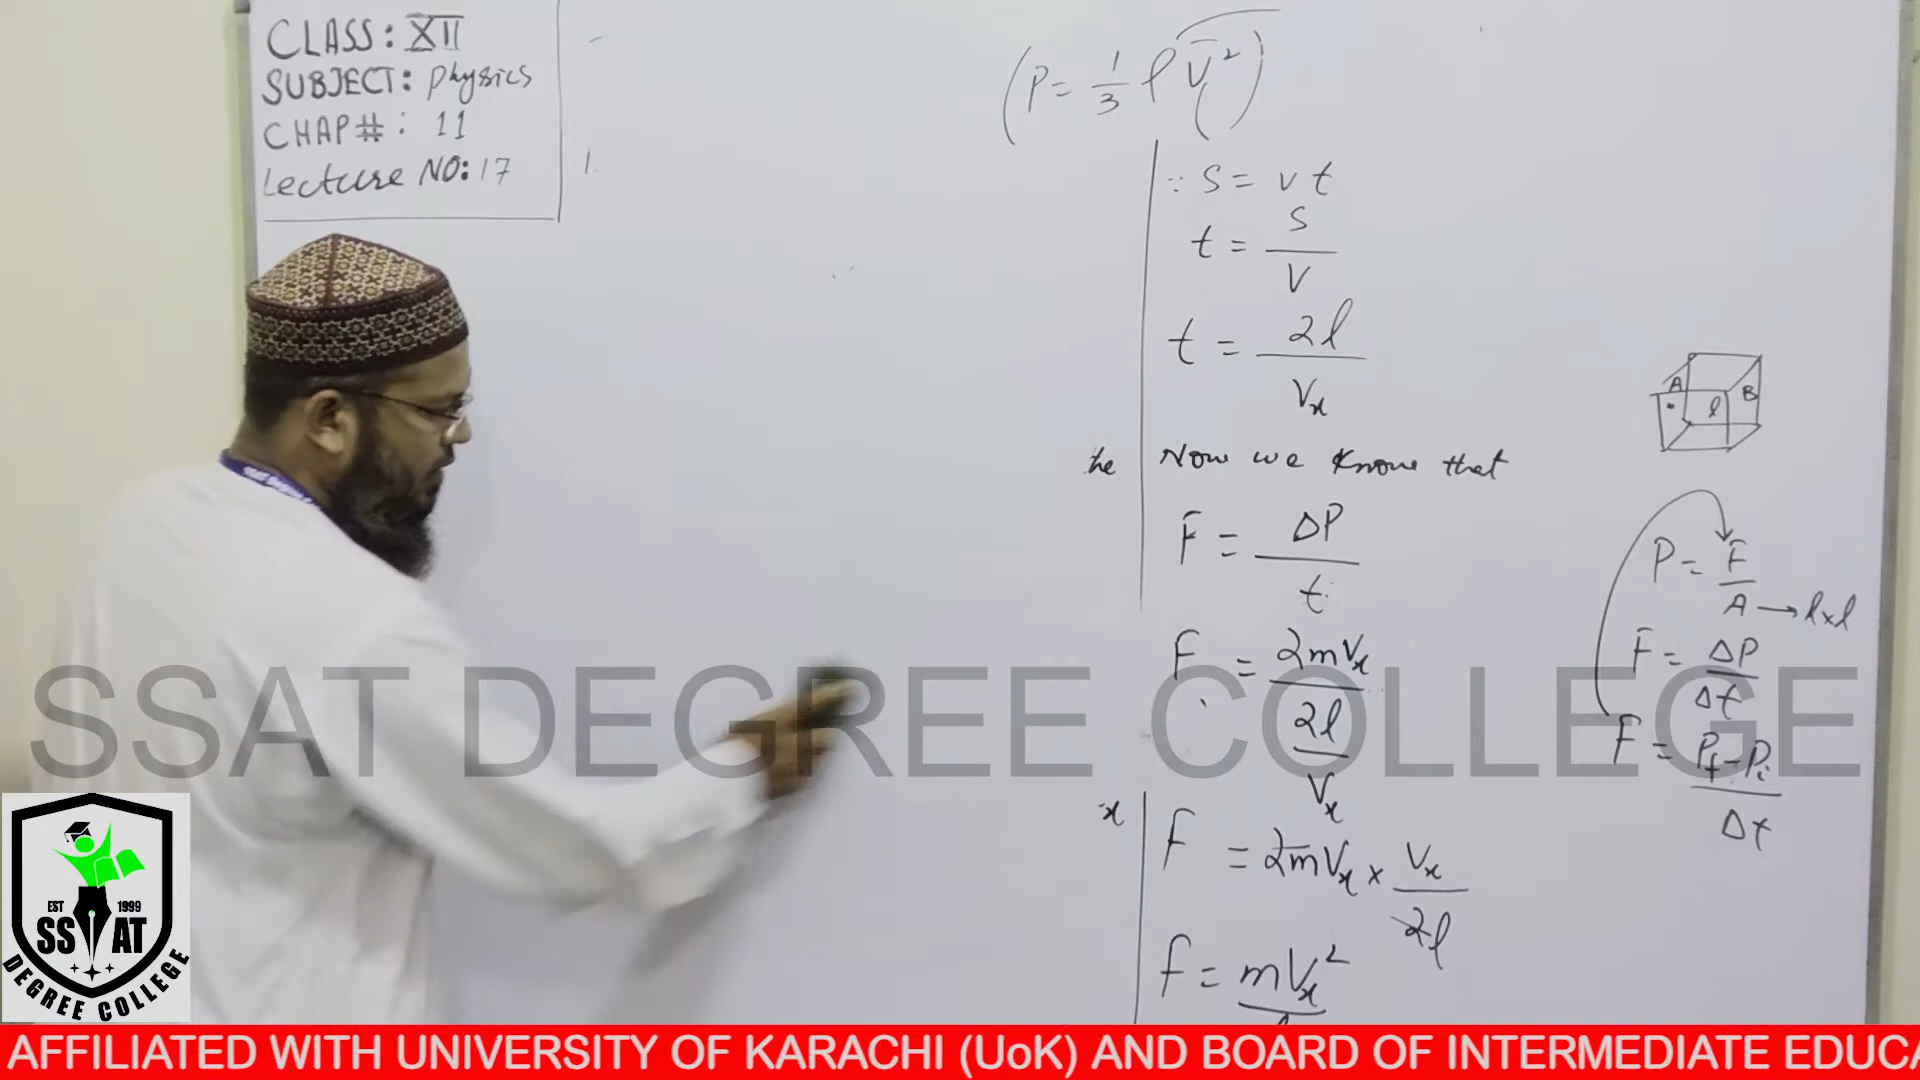 CLASS: XII
SUBJECT: Physics
CHAP#: 11
Lecture NO: 17
(P = 1/3 ρ V̄²)
∵ S = vt
t = S/V
t = 2l/Vx
he
Now we know that
F = ΔP/t
F = 2mVx / (2l/Vx)
x
F = 2mVx × Vx/2l
F = mVx²
A
B
l
P = F/A → l×l
F = ΔP/Δt
F = Pf - Pi / Δt
SSAT DEGREE COLLEGE
EST 1999
SSAT
DEGREE COLLEGE
AFFILIATED WITH UNIVERSITY OF KARACHI (UoK) AND BOARD OF INTERMEDIATE EDUCA